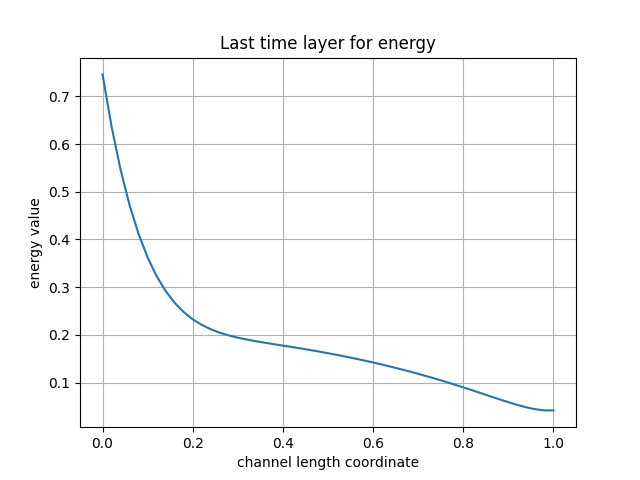 Last time layer for energy
energy value
0.7
0.6
0.5
0.4
0.3
0.2
0.1
0.0 0.2 0.4 0.6 0.8 1.0
channel length coordinate